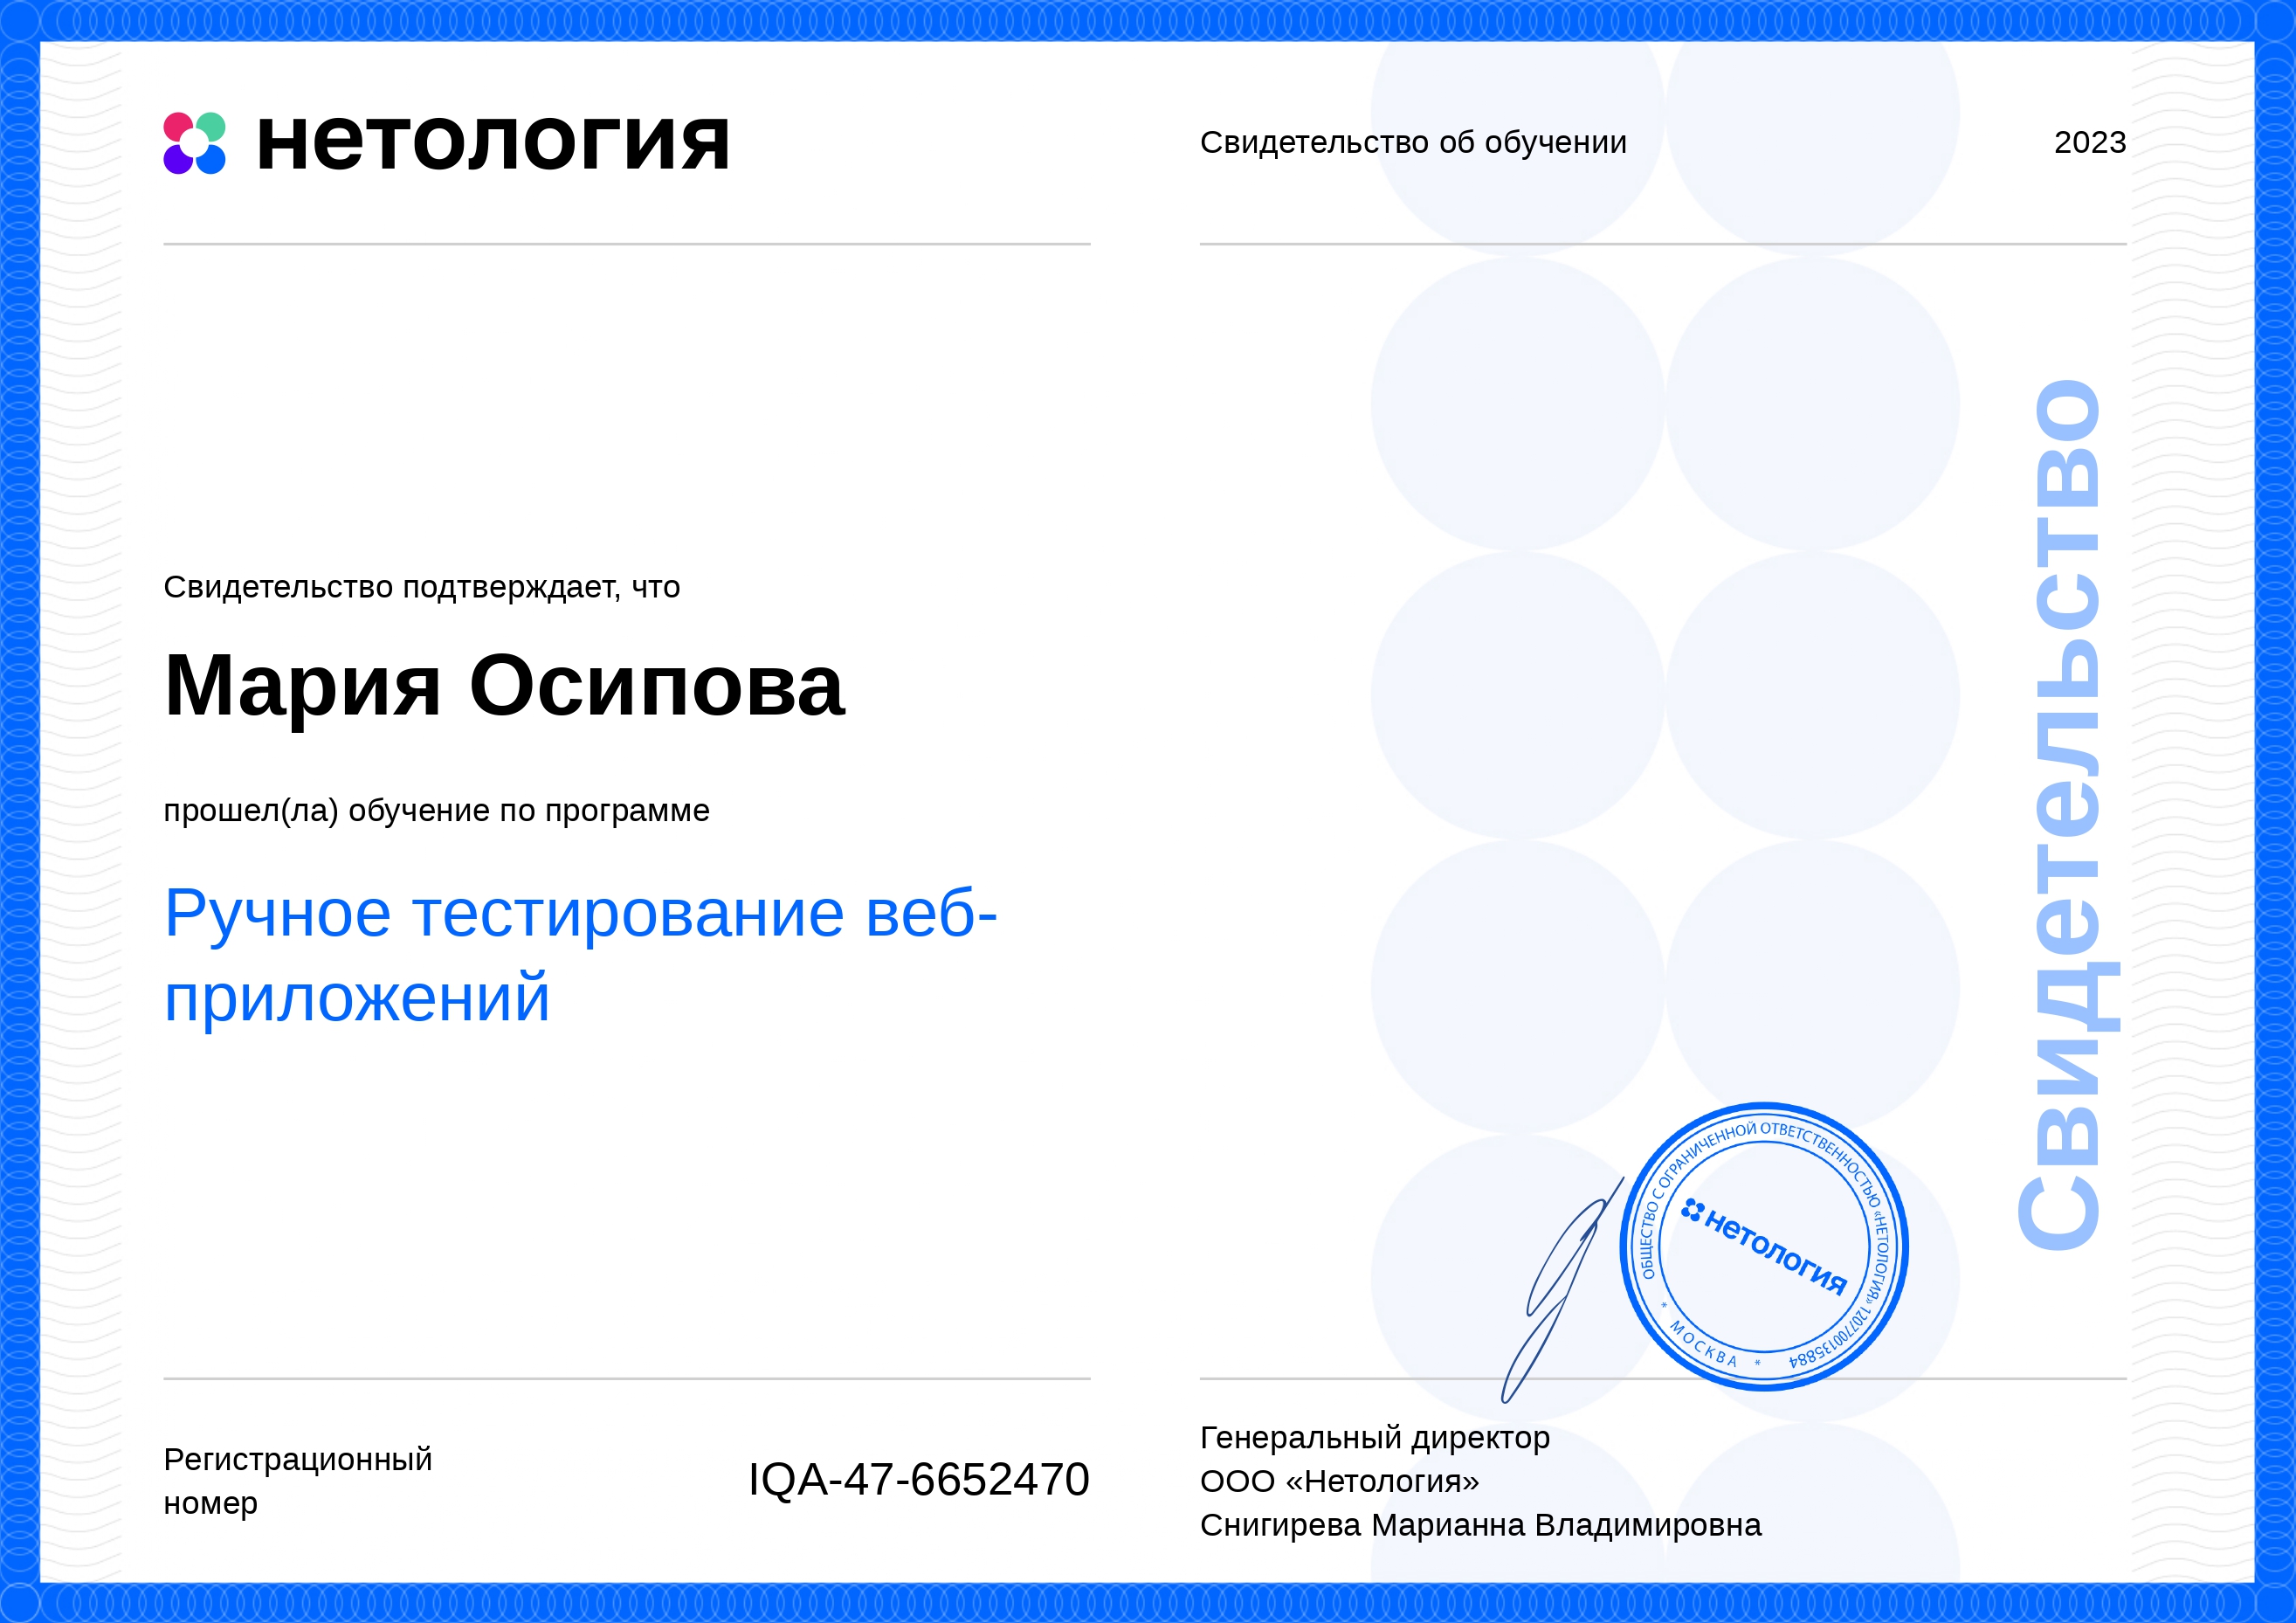 нетология
Свидетельство об обучении
2023
Свидетельство подтверждает, что
Мария Осипова
прошел(ла) обучение по программе
Ручное тестирование веб-
приложений
Свидетельство
ОБЩЕСТВО С ОГРАНИЧЕННОЙ ОТВЕТСТВЕННОСТЬЮ «НЕТОЛОГИЯ» 1207700135884
* МОСКВА *
нетология
Регистрационный
номер
IQA-47-6652470
Генеральный директор
ООО «Нетология»
Снигирева Марианна Владимировна